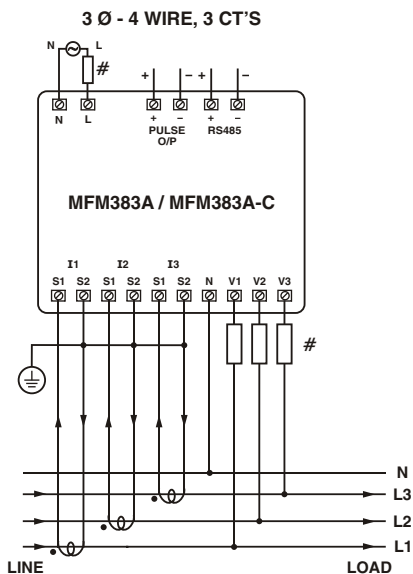 3 Ø - 4 WIRE, 3 CT'S
N L
#
+ – + –
N L + – + –
PULSE O/P RS485
MFM383A / MFM383A-C
I1 I2 I3
S1 S2 S1 S2 S1 S2 N V1 V2 V3
#
N
L3
L2
L1
LINE LOAD